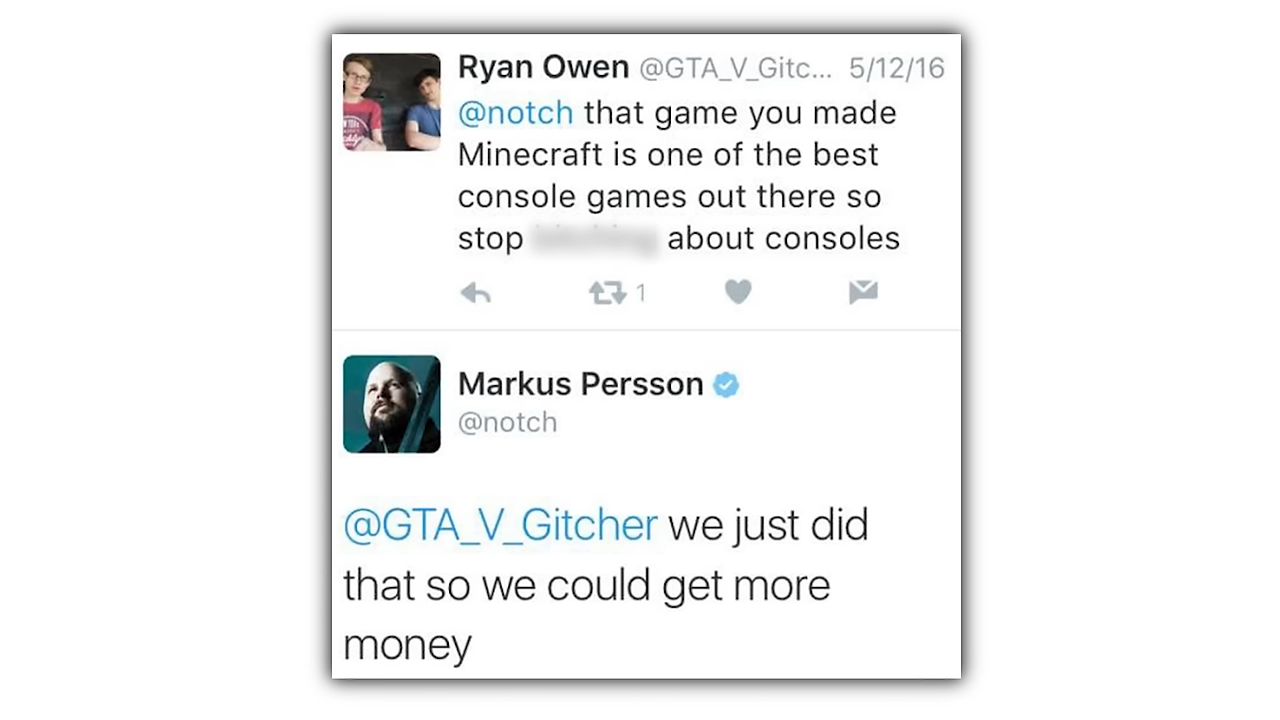 Ryan Owen @GTA_V_Gitc... 5/12/16
@notch that game you made
Minecraft is one of the best
console games out there so
stop about consoles
1
Markus Persson
@notch
@GTA_V_Gitcher we just did
that so we could get more
money